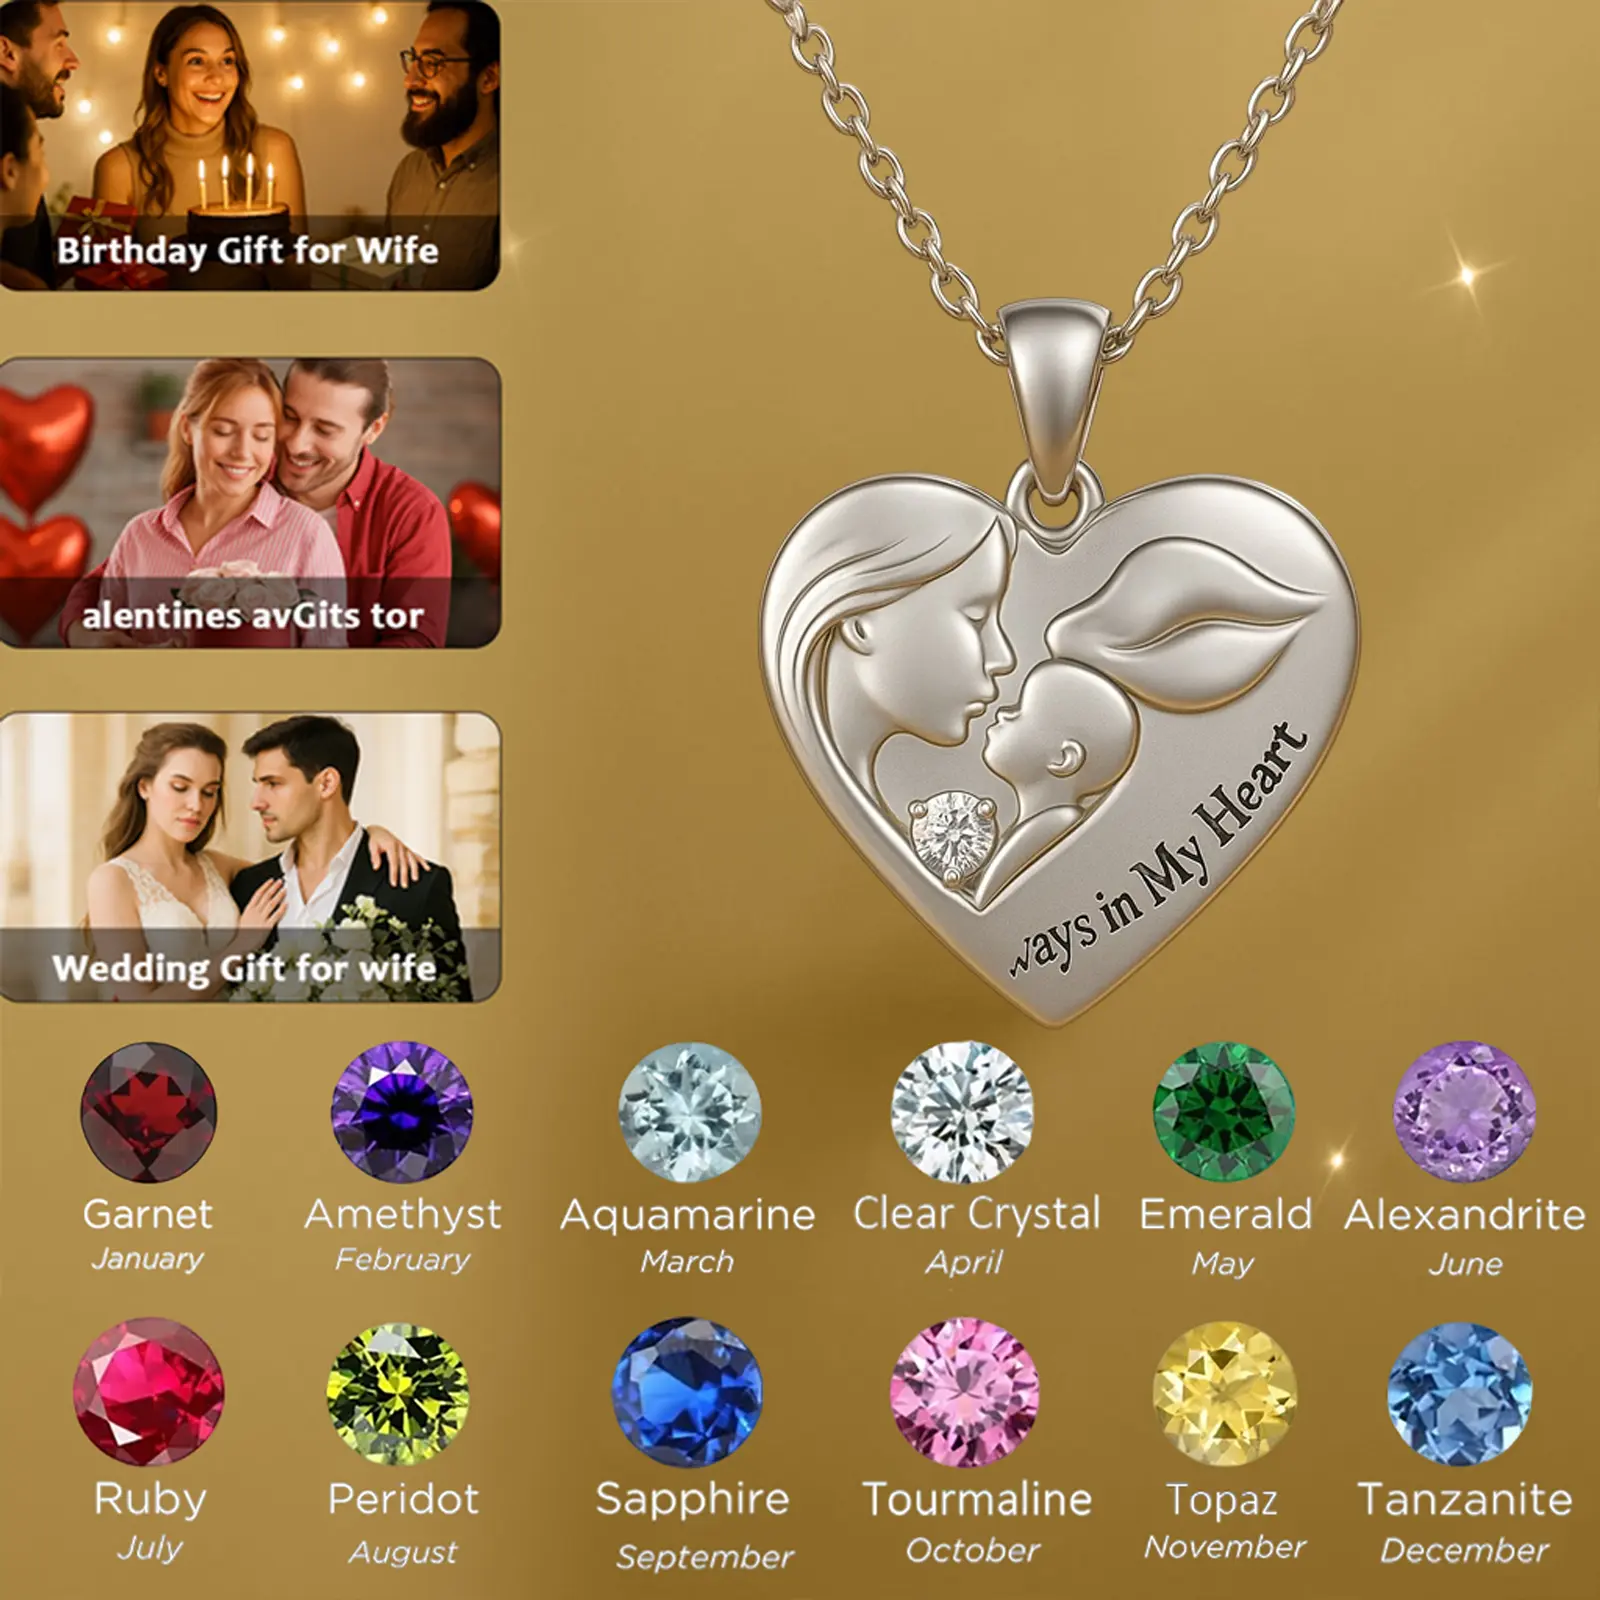 Birthday Gift for Wife
alentines avGits tor
Wedding Gift for wife
ways in My Heart
Garnet
January
Amethyst
February
Aquamarine
March
Clear Crystal
April
Emerald
May
Alexandrite
June
Ruby
July
Peridot
August
Sapphire
September
Tourmaline
October
Topaz
November
Tanzanite
December